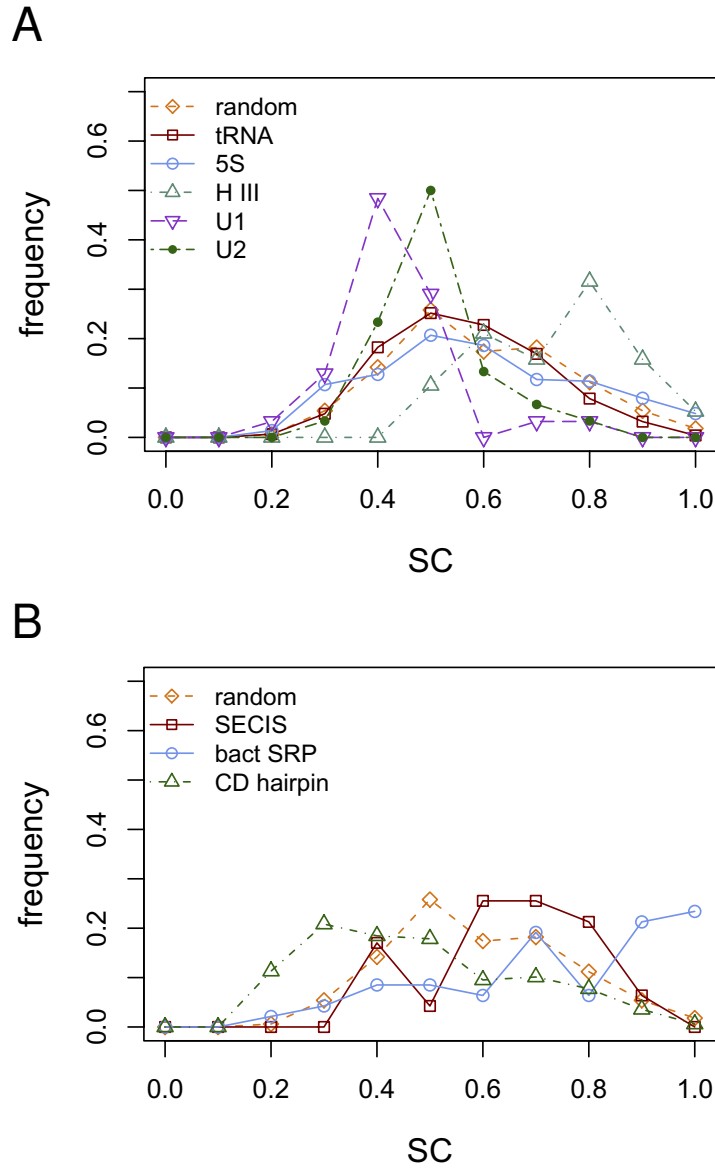 A
random
tRNA
5S
H III
U1
U2
frequency
0.0 0.2 0.4 0.6
0.0 0.2 0.4 0.6 0.8 1.0
SC
B
random
SECIS
bact SRP
CD hairpin
frequency
0.0 0.2 0.4 0.6
0.0 0.2 0.4 0.6 0.8 1.0
SC